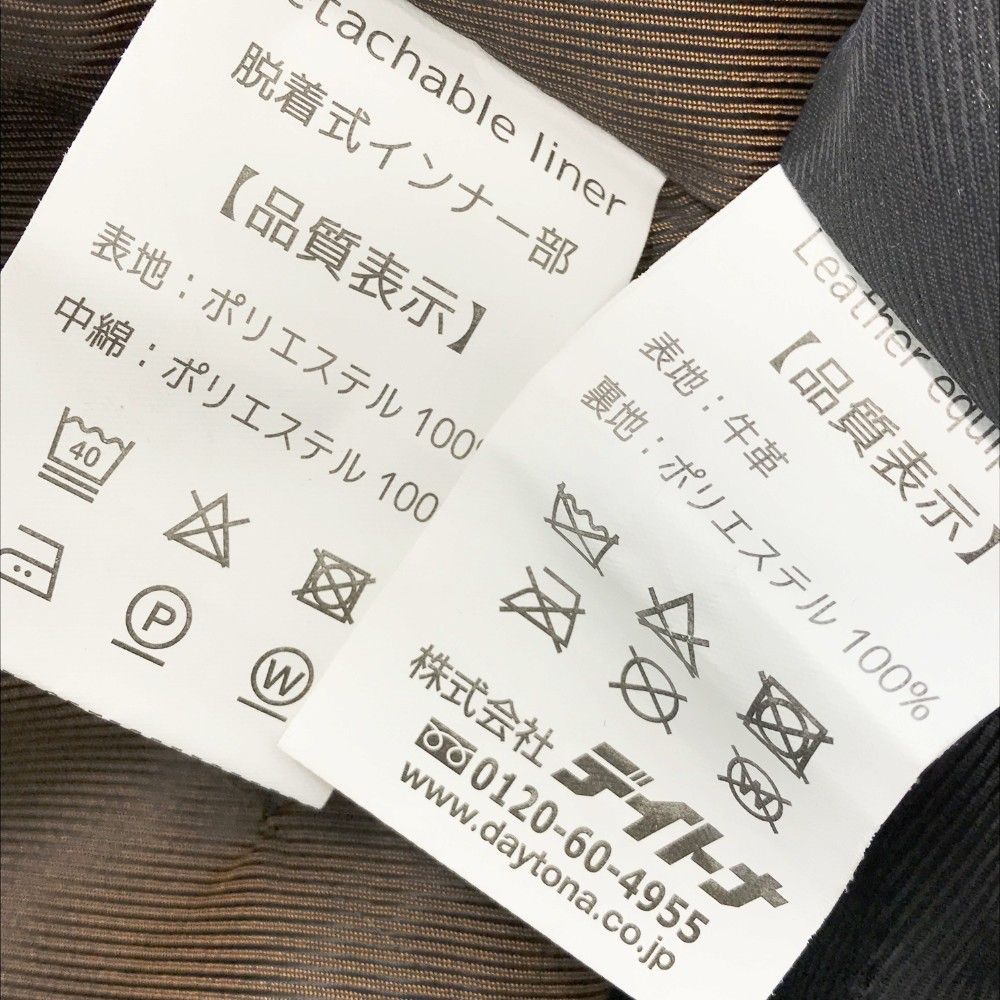 etachable liner
脱着式インナー部
【品質表示】
表地：ポリエステル 100%
中綿：ポリエステル 100
40
P
W
Leather equip
【品質表示】
表地：牛革
裏地：ポリエステル 100%
W
株式会社 デイトナ
0120-60-4955
www.daytona.co.jp